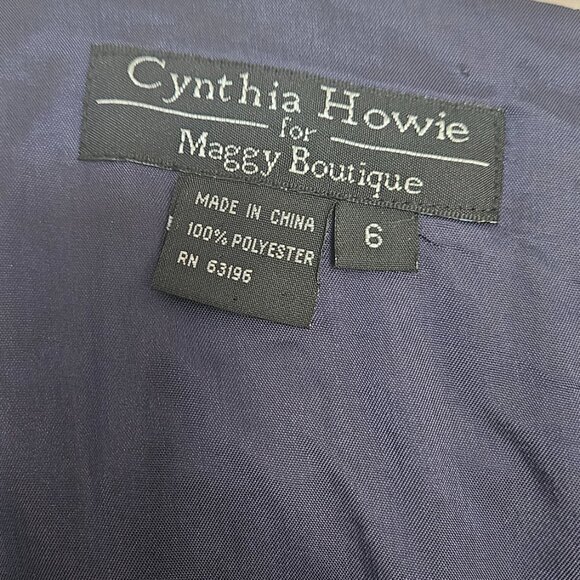 Cynthia Howie
for
Maggy Boutique
MADE IN CHINA
100% POLYESTER
RN 63196
6